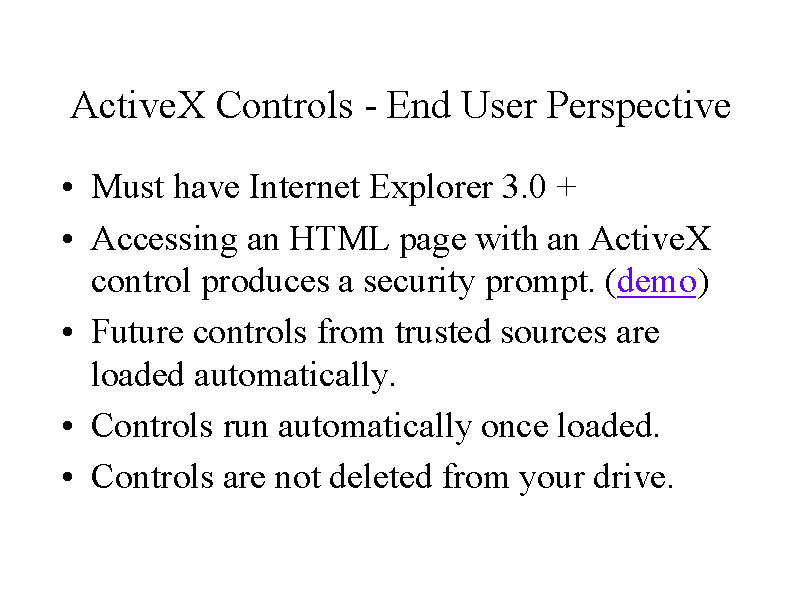 Active.X Controls - End User Perspective
• Must have Internet Explorer 3.0 +
• Accessing an HTML page with an Active.X
control produces a security prompt. (demo)
• Future controls from trusted sources are
loaded automatically.
• Controls run automatically once loaded.
• Controls are not deleted from your drive.